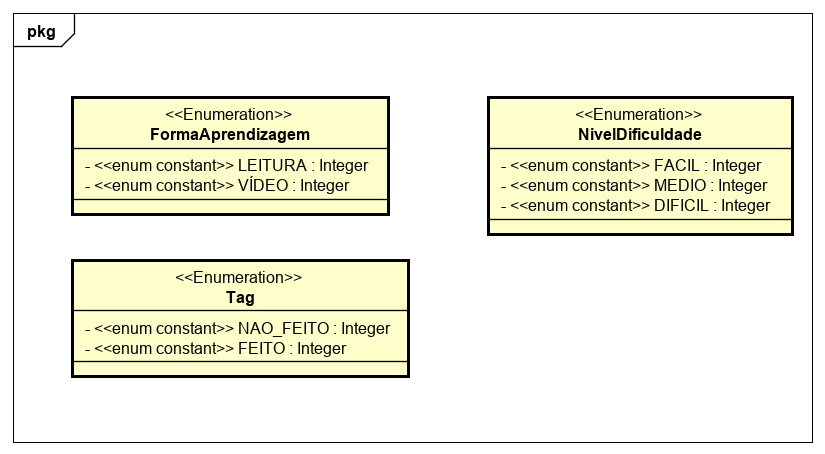 pkg
<<Enumeration>>
FormaAprendizagem
- <<enum constant>> LEITURA : Integer
- <<enum constant>> VÍDEO : Integer
<<Enumeration>>
NivelDificuldade
- <<enum constant>> FACIL : Integer
- <<enum constant>> MEDIO : Integer
- <<enum constant>> DIFICIL : Integer
<<Enumeration>>
Tag
- <<enum constant>> NAO_FEITO : Integer
- <<enum constant>> FEITO : Integer